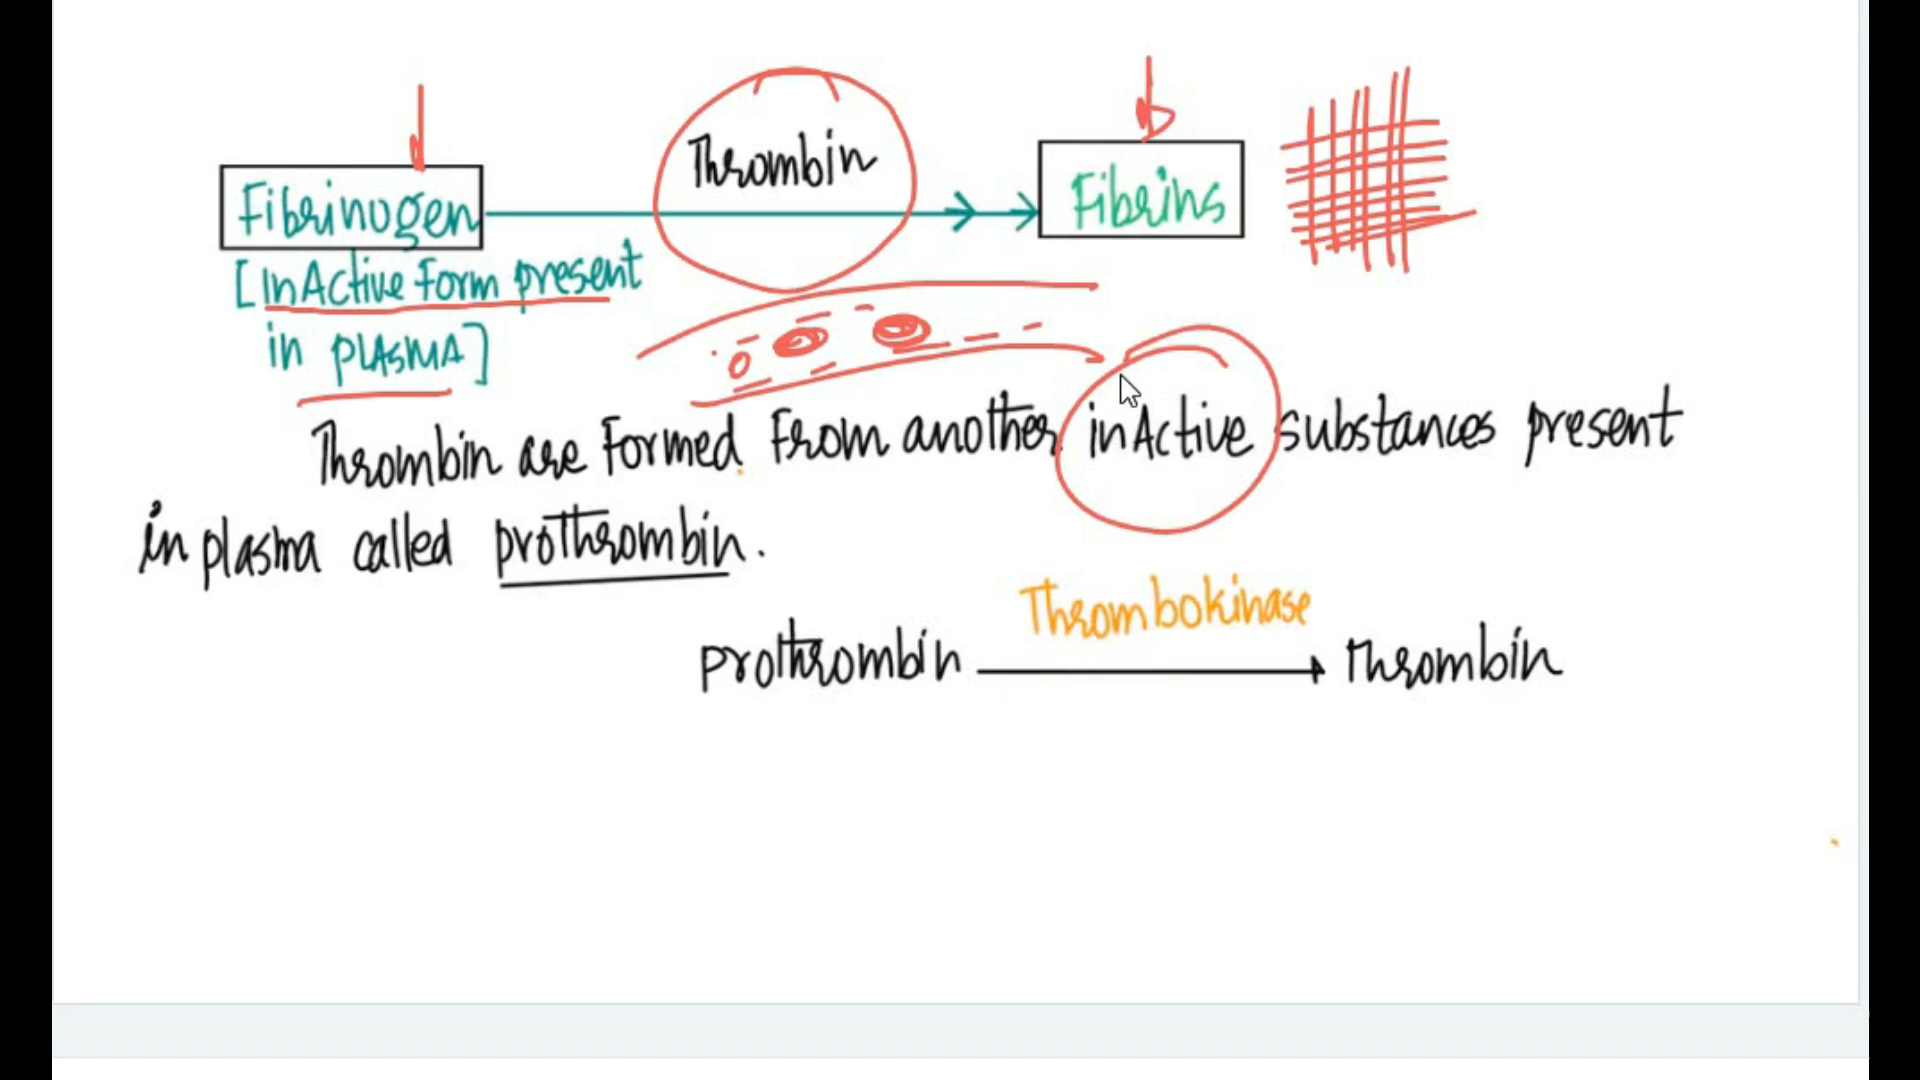 Thrombin
Fibrinogen
Fibrins
[InActive Form present
in PLASMA]
Thrombin are Formed From another inActive substances present
in plasma called prothrombin.
Thrombokinase
prothrombin
Thrombin